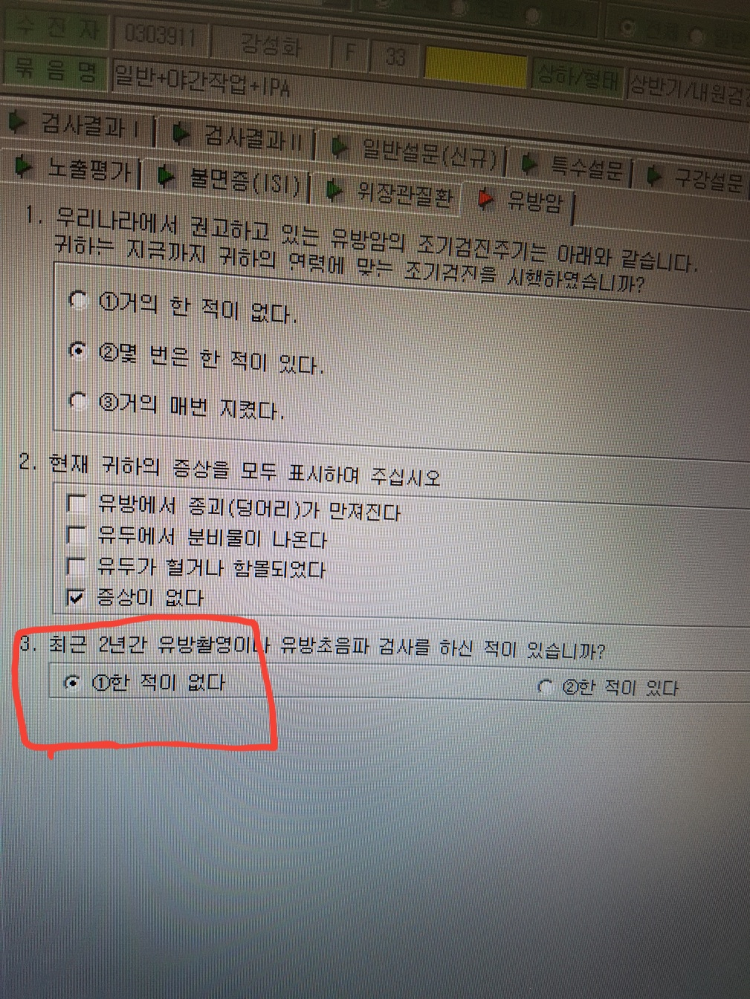 수 진 자 0303911 강성화 F 33
묶 음 명 일반+야간작업+IPA 상하/형태 상반기/내원검진
검사결과 I 검사결과 II 일반설문(신규) 특수설문 구강설문
노출평가 불면증(ISI) 위장관질환 유방암
1. 우리나라에서 권고하고 있는 유방암의 조기검진주기는 아래와 같습니다.
귀하는 지금까지 귀하의 연령에 맞는 조기검진을 시행하였습니까?
①거의 한 적이 없다.
②몇 번은 한 적이 있다.
③거의 매번 지켰다.
2. 현재 귀하의 증상을 모두 표시하여 주십시오
유방에서 종괴(덩어리)가 만져진다
유두에서 분비물이 나온다
유두가 헐거나 함몰되었다
증상이 없다
3. 최근 2년간 유방촬영이나 유방초음파 검사를 하신 적이 있습니까?
①한 적이 없다 ②한 적이 있다